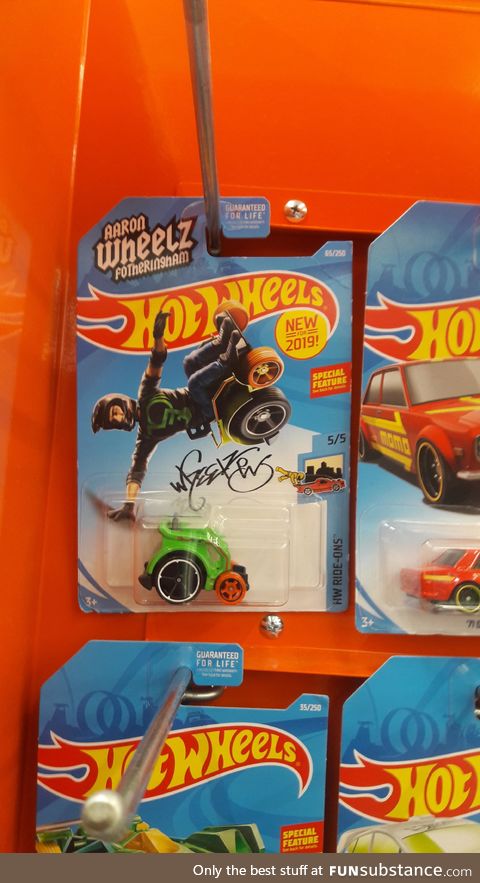 GUARANTEED
FOR LIFE*
AARON
WHEELZ
FOTHERINGHAM
65/250
HOT WHEELS
NEW
FOR
2019!
SPECIAL
FEATURE
5/5
HW RIDE-ONS
3+
HOT
MOMO
3+
GUARANTEED
FOR LIFE*
35/250
HOT WHEELS
SPECIAL
FEATURE
HOT
Only the best stuff at FUNsubstance.com